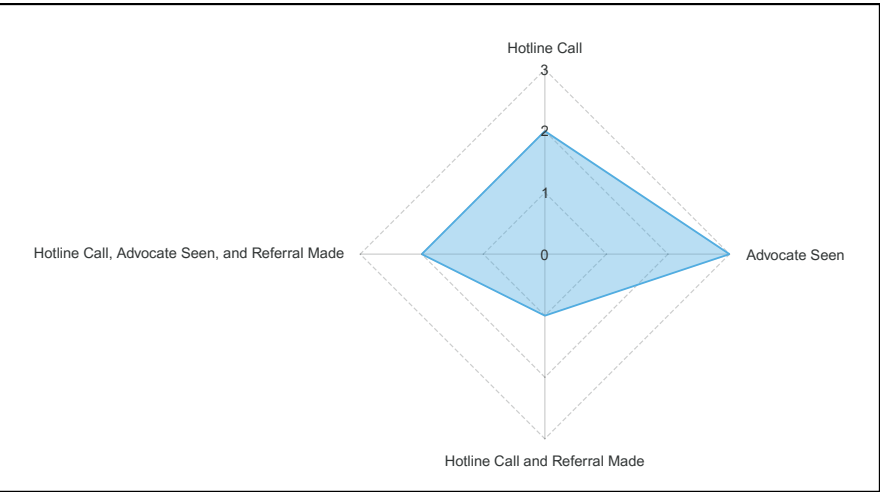 Hotline Call
3
2
1
0
Hotline Call, Advocate Seen, and Referral Made
Advocate Seen
Hotline Call and Referral Made